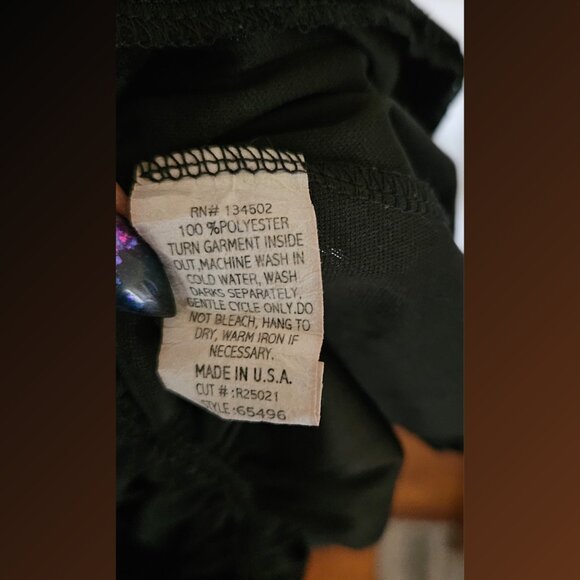 RN# 134502
100 %POLYESTER
TURN GARMENT INSIDE
OUT,MACHINE WASH IN
COLD WATER, WASH
DARKS SEPARATELY,
GENTLE CYCLE ONLY.DO
NOT BLEACH, HANG TO
DRY, WARM IRON IF
NECESSARY.
MADE IN U.S.A.
CUT #:R25021
STYLE:65496